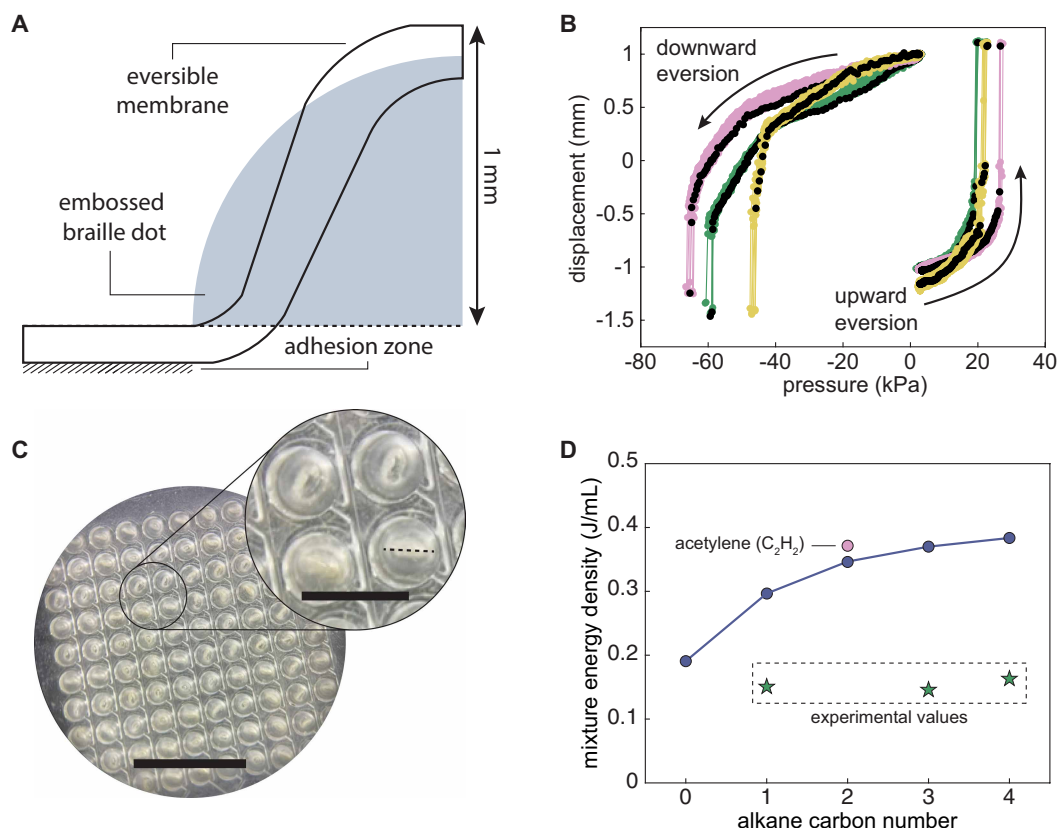 A
eversible
membrane
embossed
braille dot
adhesion zone
1 mm
B
downward
eversion
upward
eversion
displacement (mm)
1
0.5
0
-0.5
-1
-1.5
-80
-60
-40
-20
0
20
40
pressure (kPa)
C
D
mixture energy density (J/mL)
0.5
0.4
0.3
0.2
0.1
0
acetylene (C₂H₂)
experimental values
0
1
2
3
4
alkane carbon number